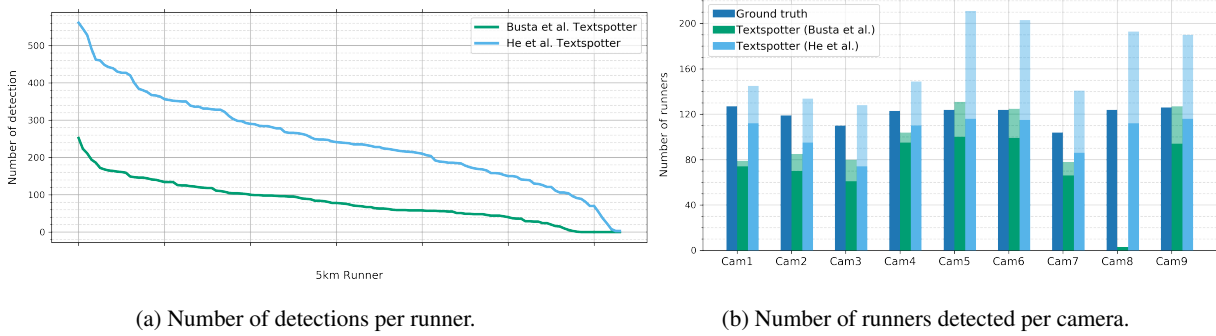 Number of detection
500
400
300
200
100
0
Busta et al. Textspotter
He et al. Textspotter
5km Runner
(a) Number of detections per runner.
Number of runners
200
160
120
80
40
0
Ground truth
Textspotter (Busta et al.)
Textspotter (He et al.)
Cam1 Cam2 Cam3 Cam4 Cam5 Cam6 Cam7 Cam8 Cam9
(b) Number of runners detected per camera.